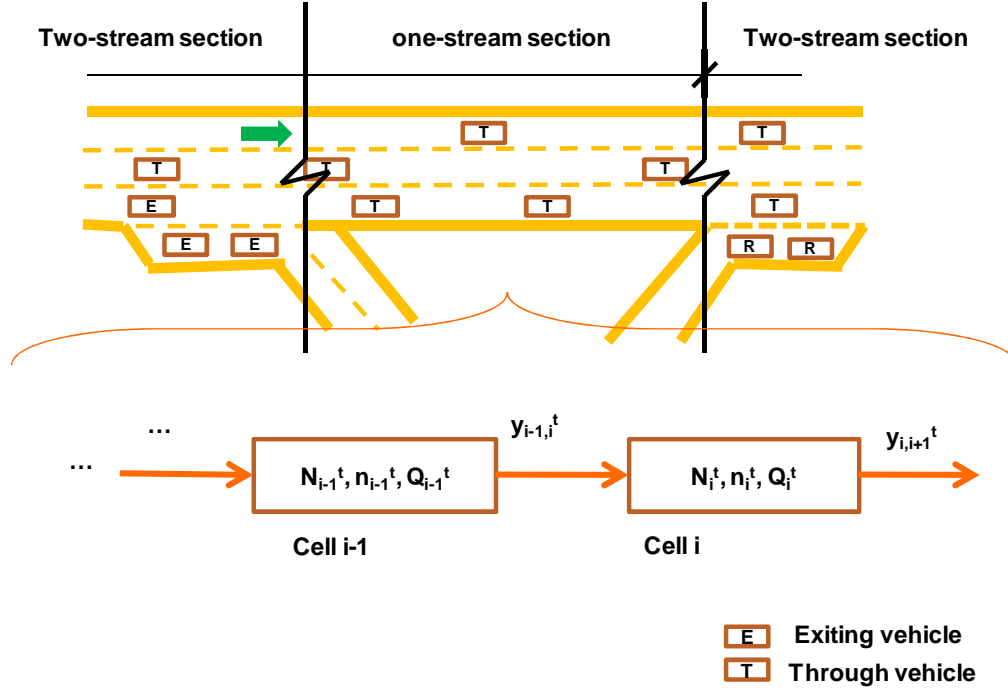 Two-stream section one-stream section Two-stream section
T T
T T T
E T T T
E E R R
… y_{i-1,i}^t y_{i,i+1}^t
…
N_{i-1}^t, n_{i-1}^t, Q_{i-1}^t N_i^t, n_i^t, Q_i^t
Cell i-1 Cell i
E Exiting vehicle
T Through vehicle